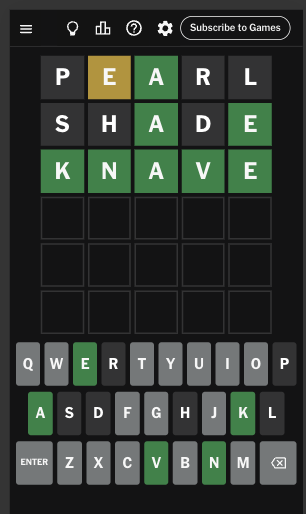 Subscribe to Games
P E A R L
S H A D E
K N A V E
Q W E R T Y U I O P
A S D F G H J K L
ENTER Z X C V B N M